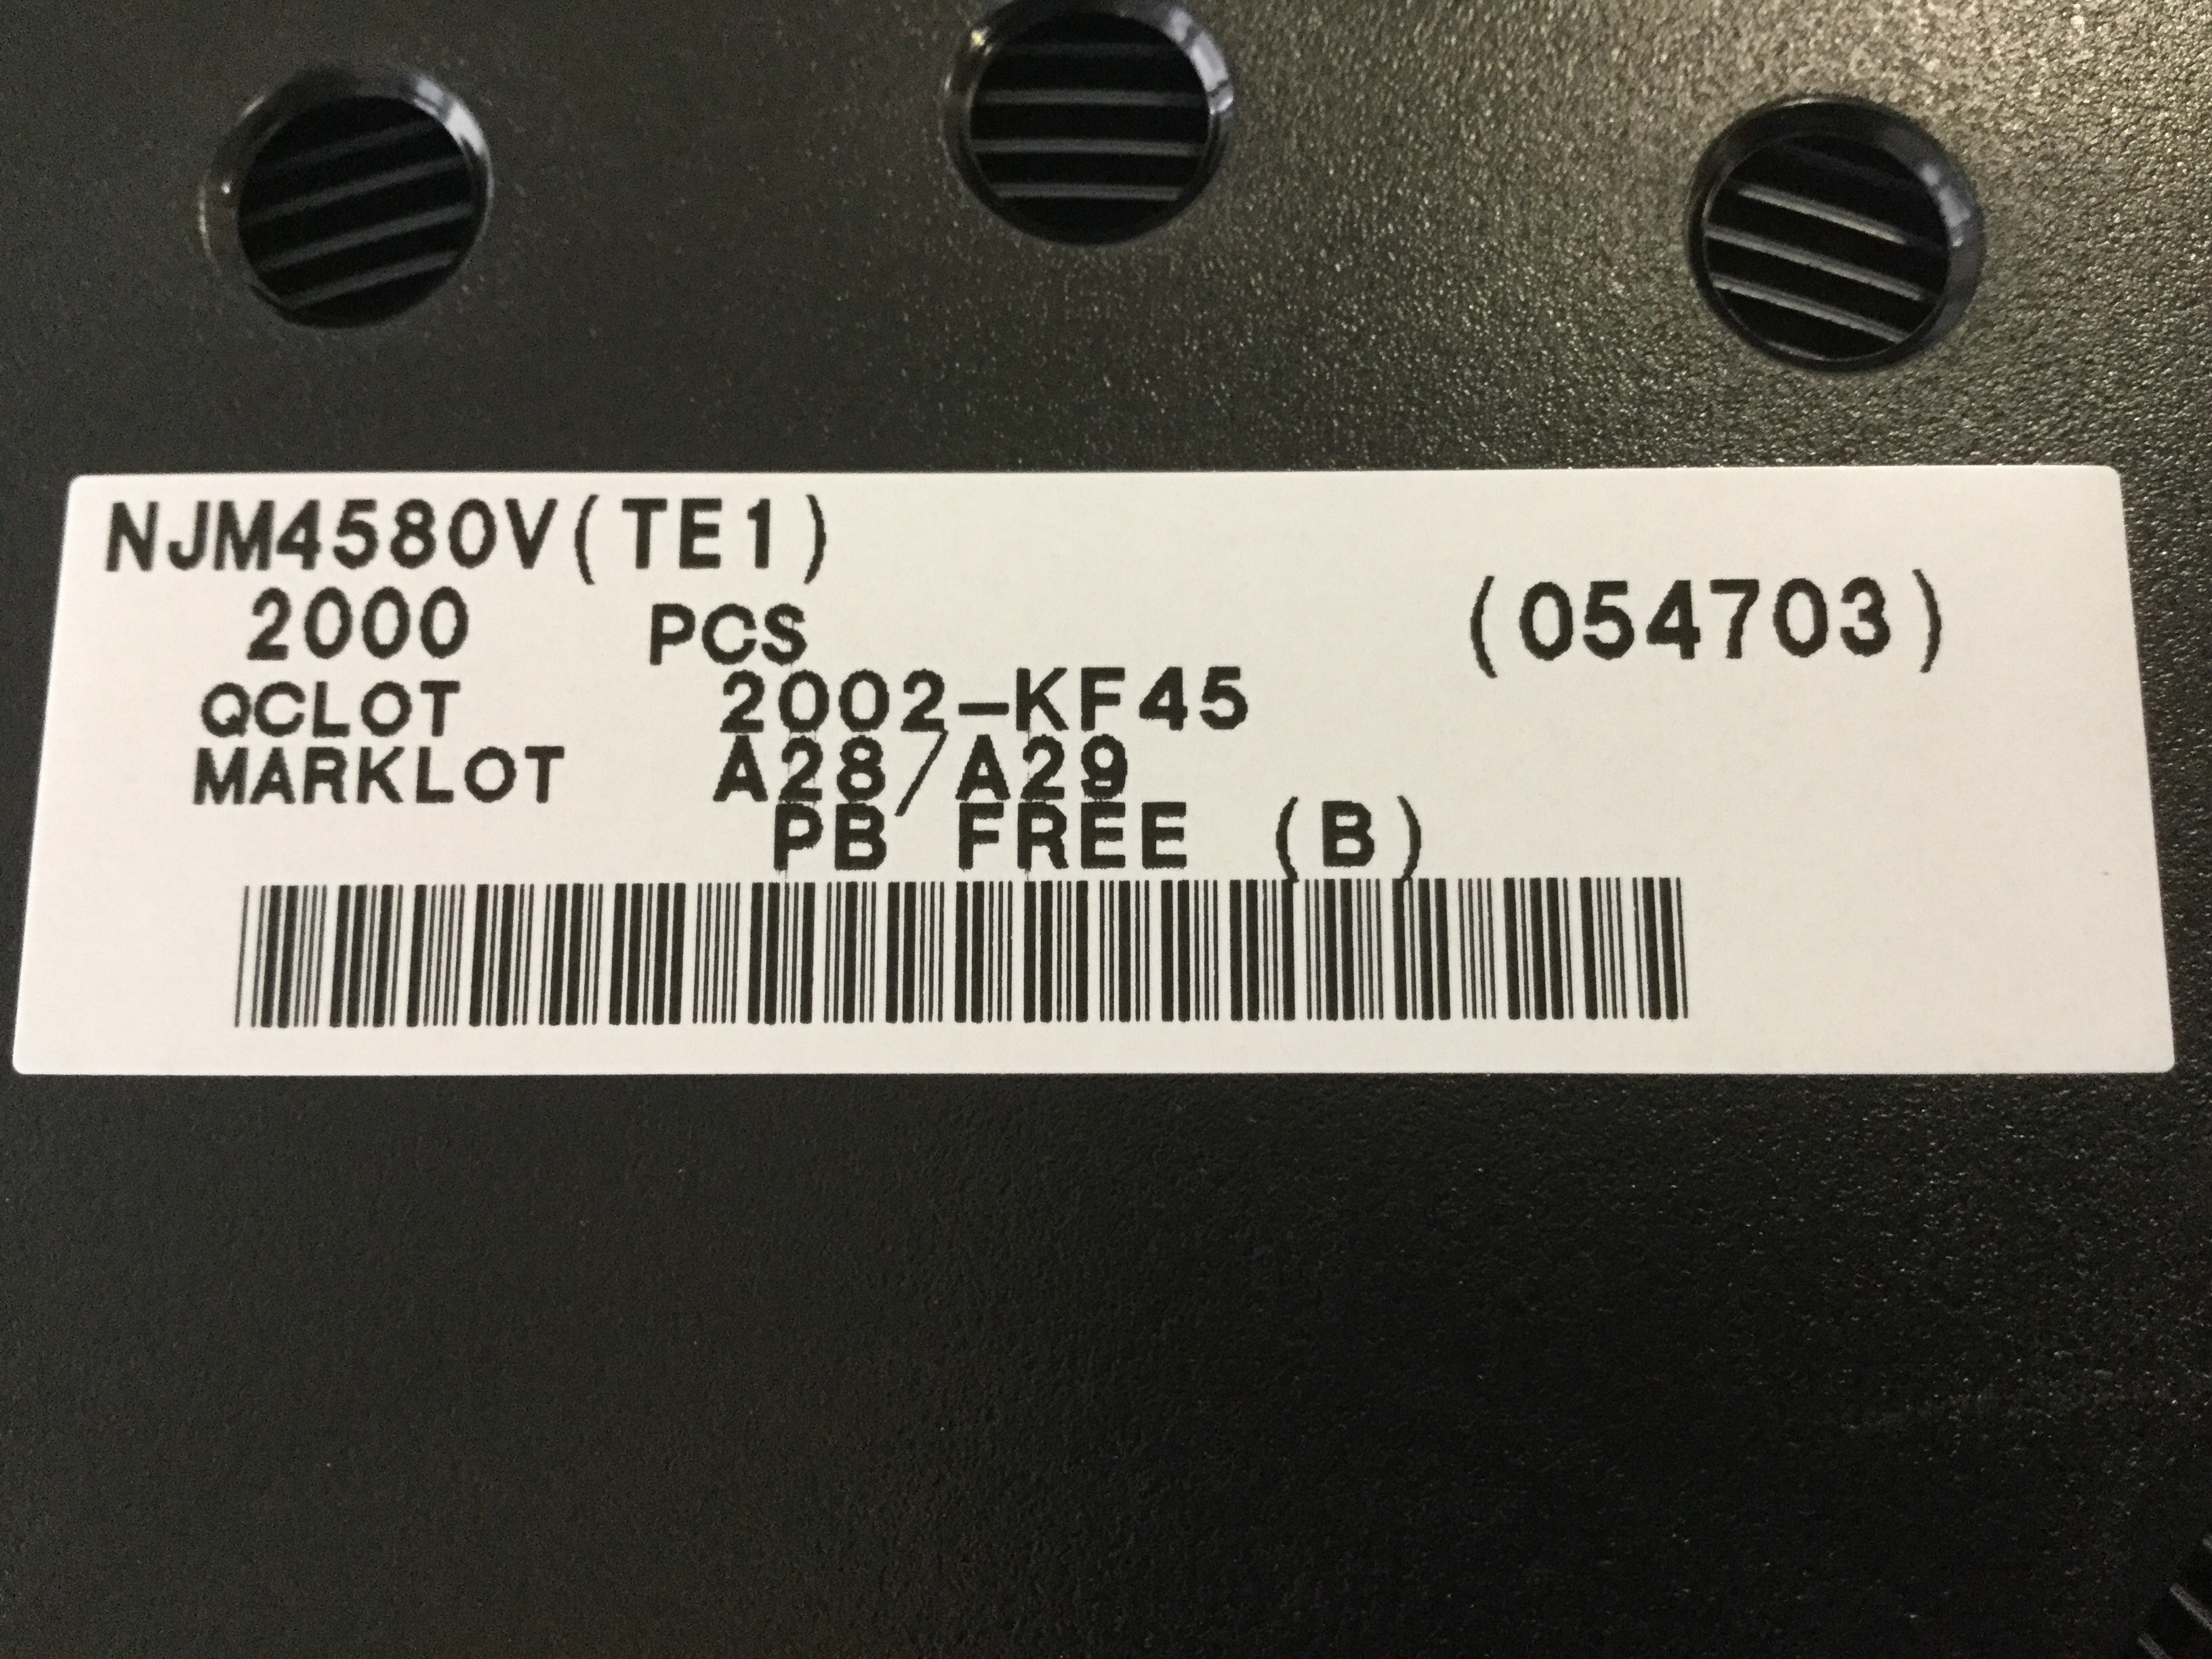 NJM4580V(TE1)
2000 PCS (054703)
QCLOT 2002-KF45
MARKLOT A28/A29
PB FREE (B)